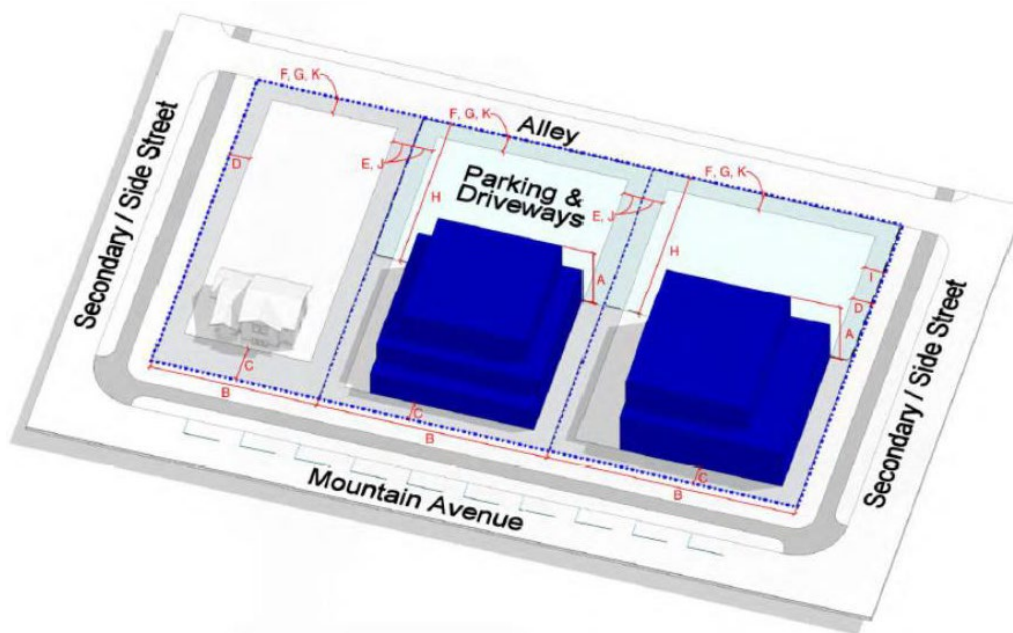 F, G, K
F, G, K
Alley
F, G, K
Secondary / Side Street
D
E, J
H
Parking &
Driveways
E, J
H
A
I
D
A
Secondary / Side Street
C
B
C
B
C
B
Mountain Avenue